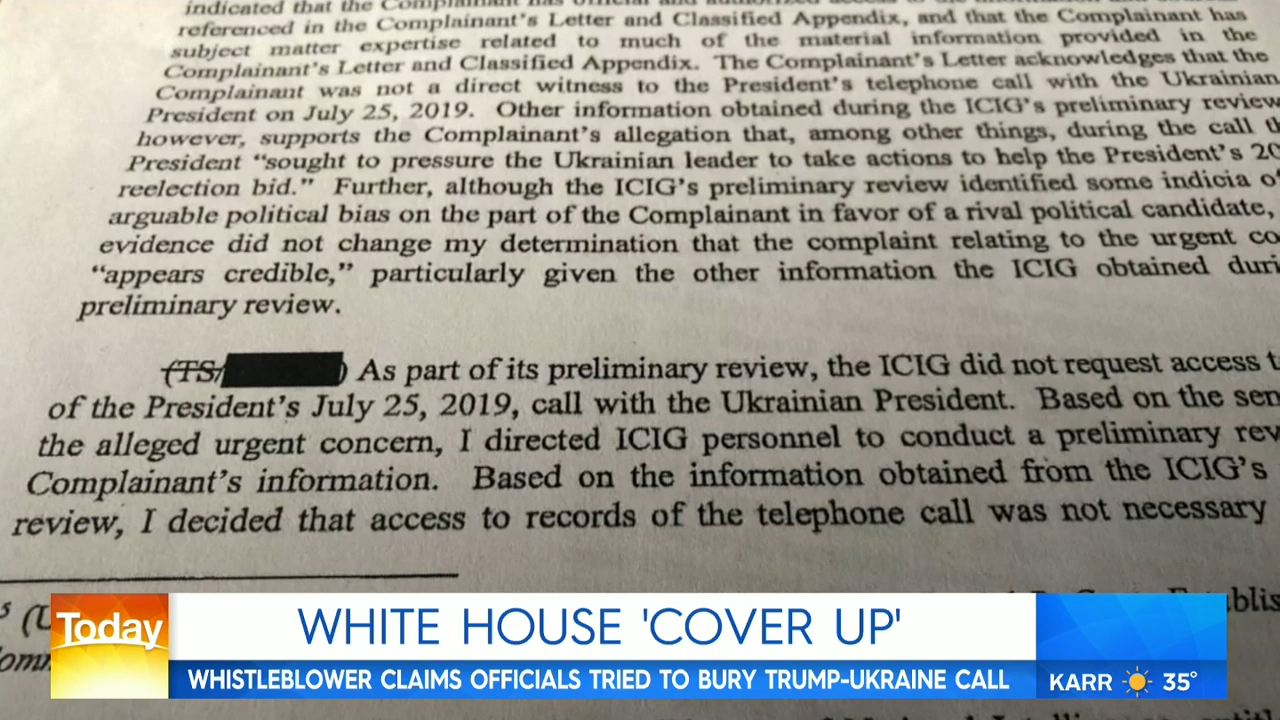 indicated that the Complainant has official and authorized access to the information and sources
referenced in the Complainant's Letter and Classified Appendix, and that the Complainant has
subject matter expertise related to much of the material information provided in the
Complainant's Letter and Classified Appendix. The Complainant's Letter acknowledges that the
Complainant was not a direct witness to the President's telephone call with the Ukrainian
President on July 25, 2019. Other information obtained during the ICIG's preliminary review
however, supports the Complainant's allegation that, among other things, during the call th
President “sought to pressure the Ukrainian leader to take actions to help the President's 20
reelection bid.” Further, although the ICIG's preliminary review identified some indicia of
arguable political bias on the part of the Complainant in favor of a rival political candidate,
evidence did not change my determination that the complaint relating to the urgent co
“appears credible,” particularly given the other information the ICIG obtained duri
preliminary review.
(TS/ ) As part of its preliminary review, the ICIG did not request access t
of the President's July 25, 2019, call with the Ukrainian President. Based on the sen
the alleged urgent concern, I directed ICIG personnel to conduct a preliminary rev
Complainant's information. Based on the information obtained from the ICIG's
review, I decided that access to records of the telephone call was not necessary
5 (U
Today
WHITE HOUSE 'COVER UP'
WHISTLEBLOWER CLAIMS OFFICIALS TRIED TO BURY TRUMP-UKRAINE CALL
KARR 35°